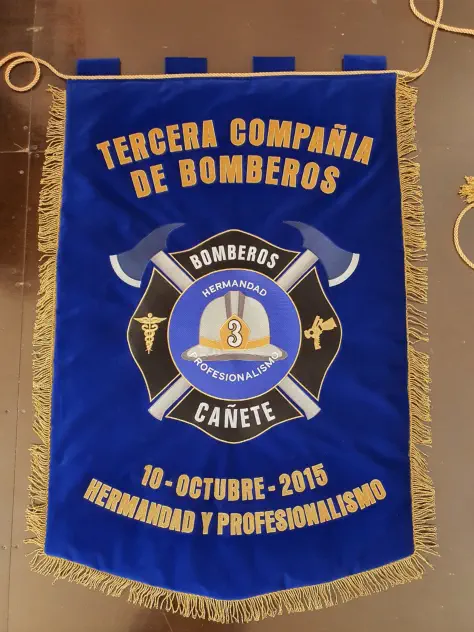 TERCERA COMPAÑIA
DE BOMBEROS
BOMBEROS
HERMANDAD
3
PROFESIONALISMO
CAÑETE
10-OCTUBRE-2015
HERMANDAD Y PROFESIONALISMO